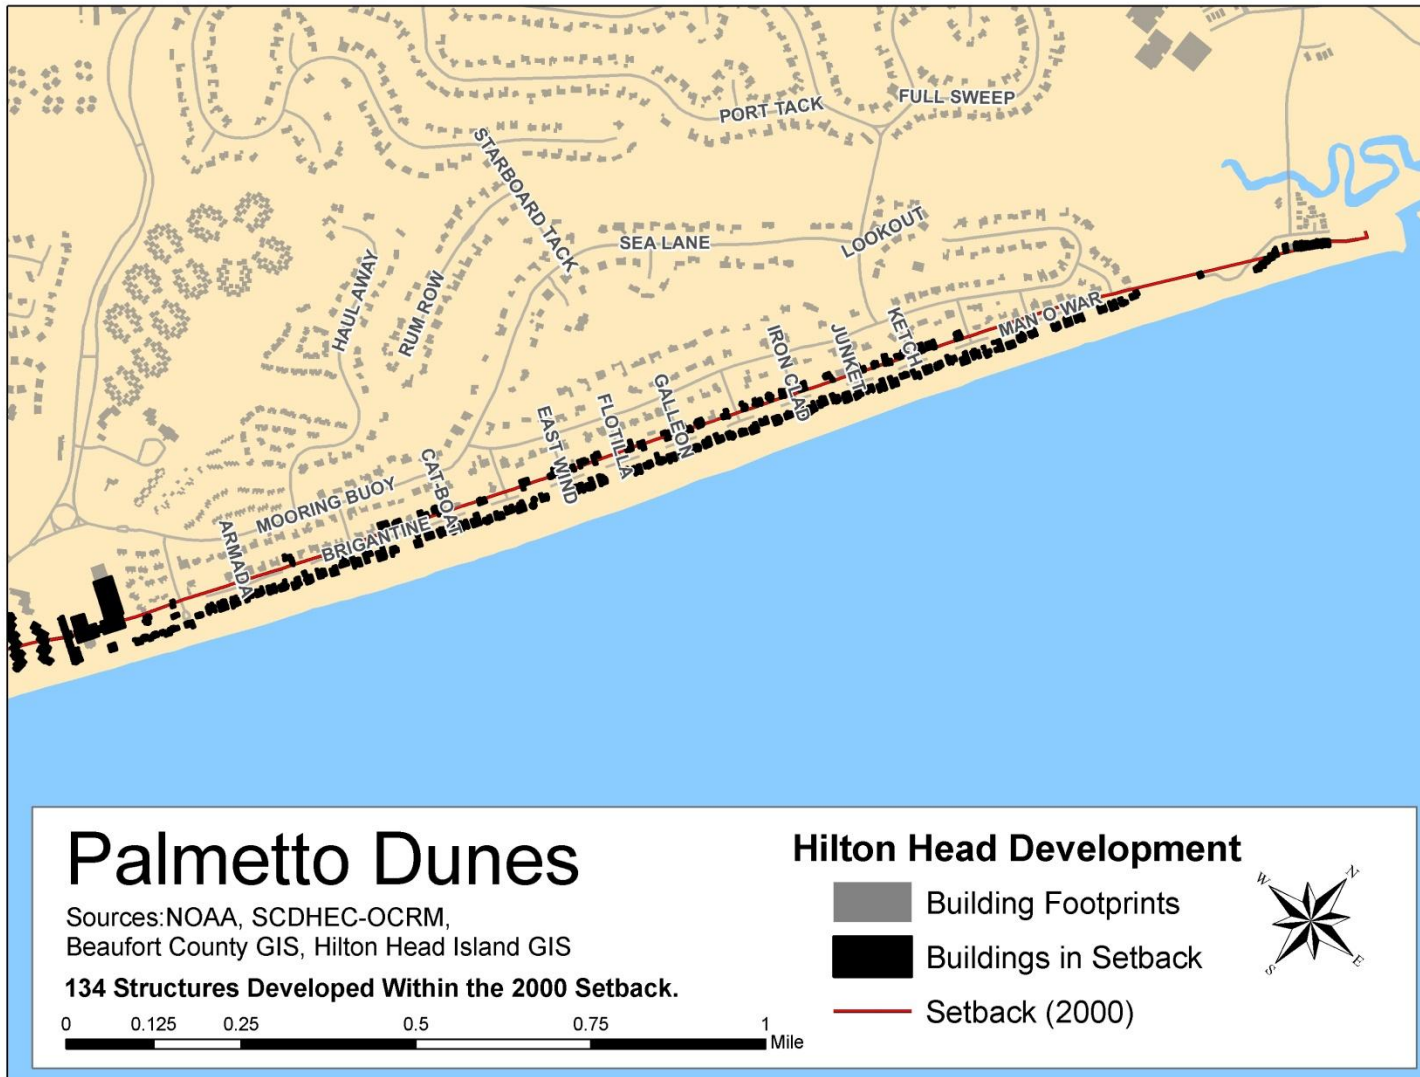 PORT TACK
FULL SWEEP
STARBOARD TACK
SEA LANE
LOOKOUT
HAUL AWAY
RUM ROW
MAN O WAR
KETCH
JUNKET
IRON CLAD
GALLEON
FLOTILLA
EAST WIND
CAT-BOAT
MOORING BUOY
BRIGANTINE
ARMADA
Palmetto Dunes
Sources:NOAA, SCDHEC-OCRM,
Beaufort County GIS, Hilton Head Island GIS
134 Structures Developed Within the 2000 Setback.
0 0.125 0.25 0.5 0.75 1
Mile
Hilton Head Development
Building Footprints
Buildings in Setback
Setback (2000)
W N
S E